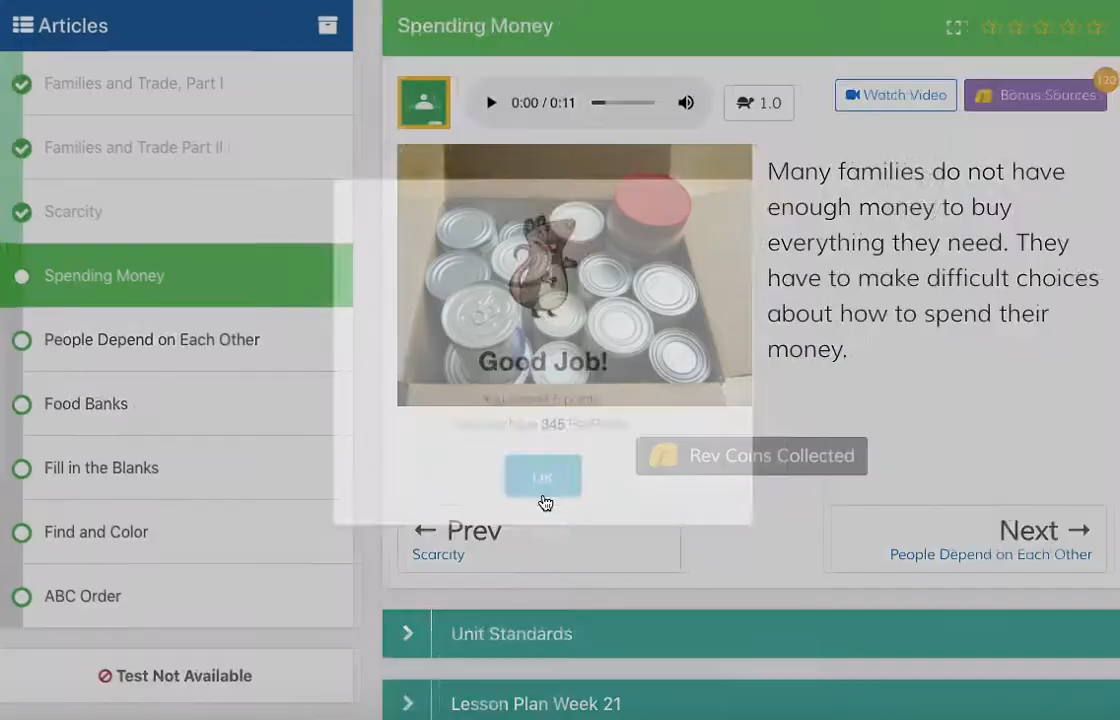 Articles
Families and Trade, Part I
Families and Trade Part II
Scarcity
Spending Money
People Depend on Each Other
Food Banks
Fill in the Blanks
Find and Color
ABC Order
Test Not Available
Spending Money
0:00 / 0:11
1.0
Watch Video
Bonus Sources
120
Many families do not have
enough money to buy
everything they need. They
have to make difficult choices
about how to spend their
money.
Good Job!
345
OK
Rev Coins Collected
← Prev
Scarcity
Next →
People Depend on Each Other
Unit Standards
Lesson Plan Week 21